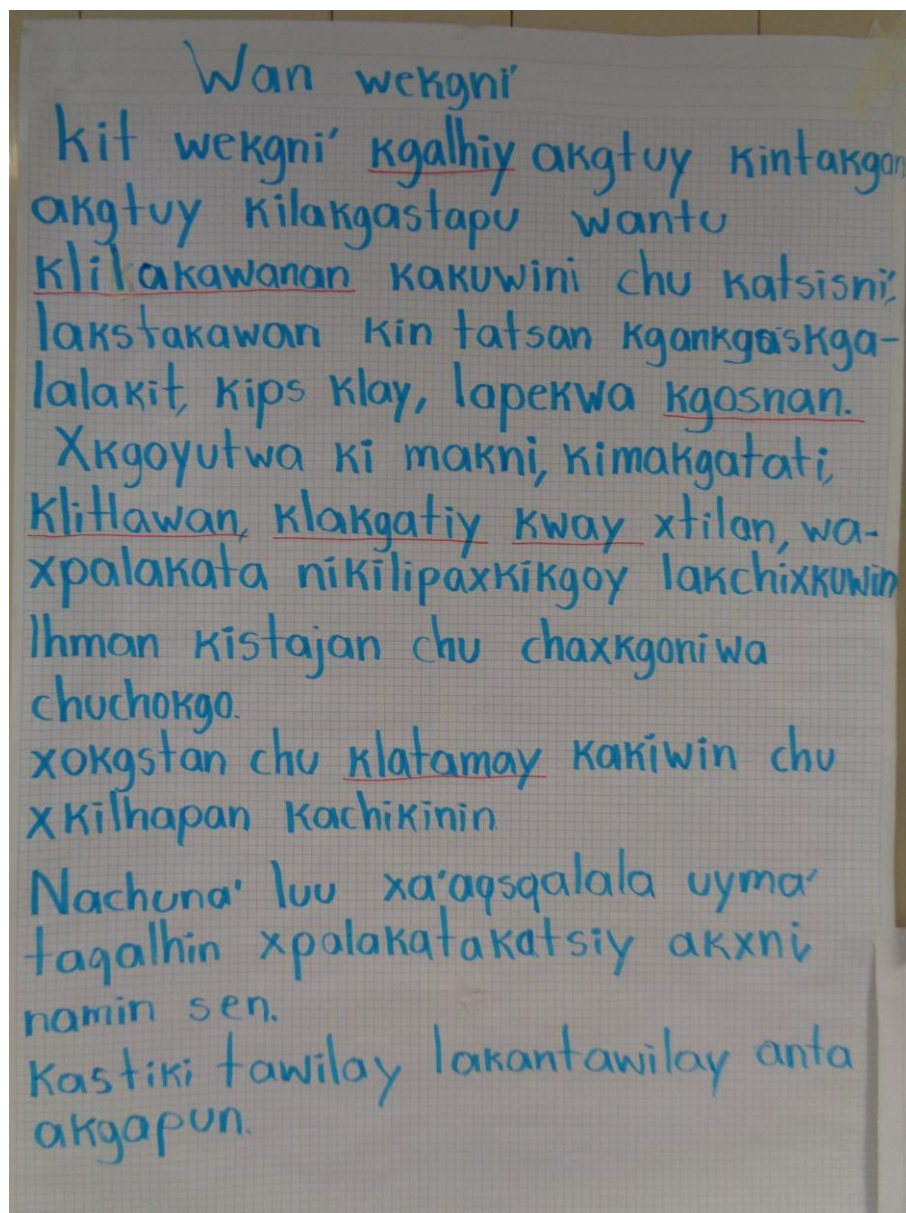 Wan wekgni'
Kit wekgni' kgalhiy akgtuy kintakgan
akgtuy kilakgastapu wantu
klilakawanan kakuwini chu katsisni',
lakstakawan kin tatsan kgankgaskga-
lalakit, kips klay, lapekwa kgosnan.
Xkgoyutwa ki makni, kimakgatati,
klitlawan, klakgatiy kway xtilan, wa-
xpalakata nikilipaxkikgoy lakchixkuwin
lhman kistajan chu chaxkgoniwa
chuchokgo.
xokgstan chu klatamay kakiwin chu
xkilhapan kachikinin
Nachuna' luu xa'aqsqalala uyma'
taqalhin xpalakatakatsiy akxni
namin sen.
Kastiki tawilay lakantawilay anta
akgapun.